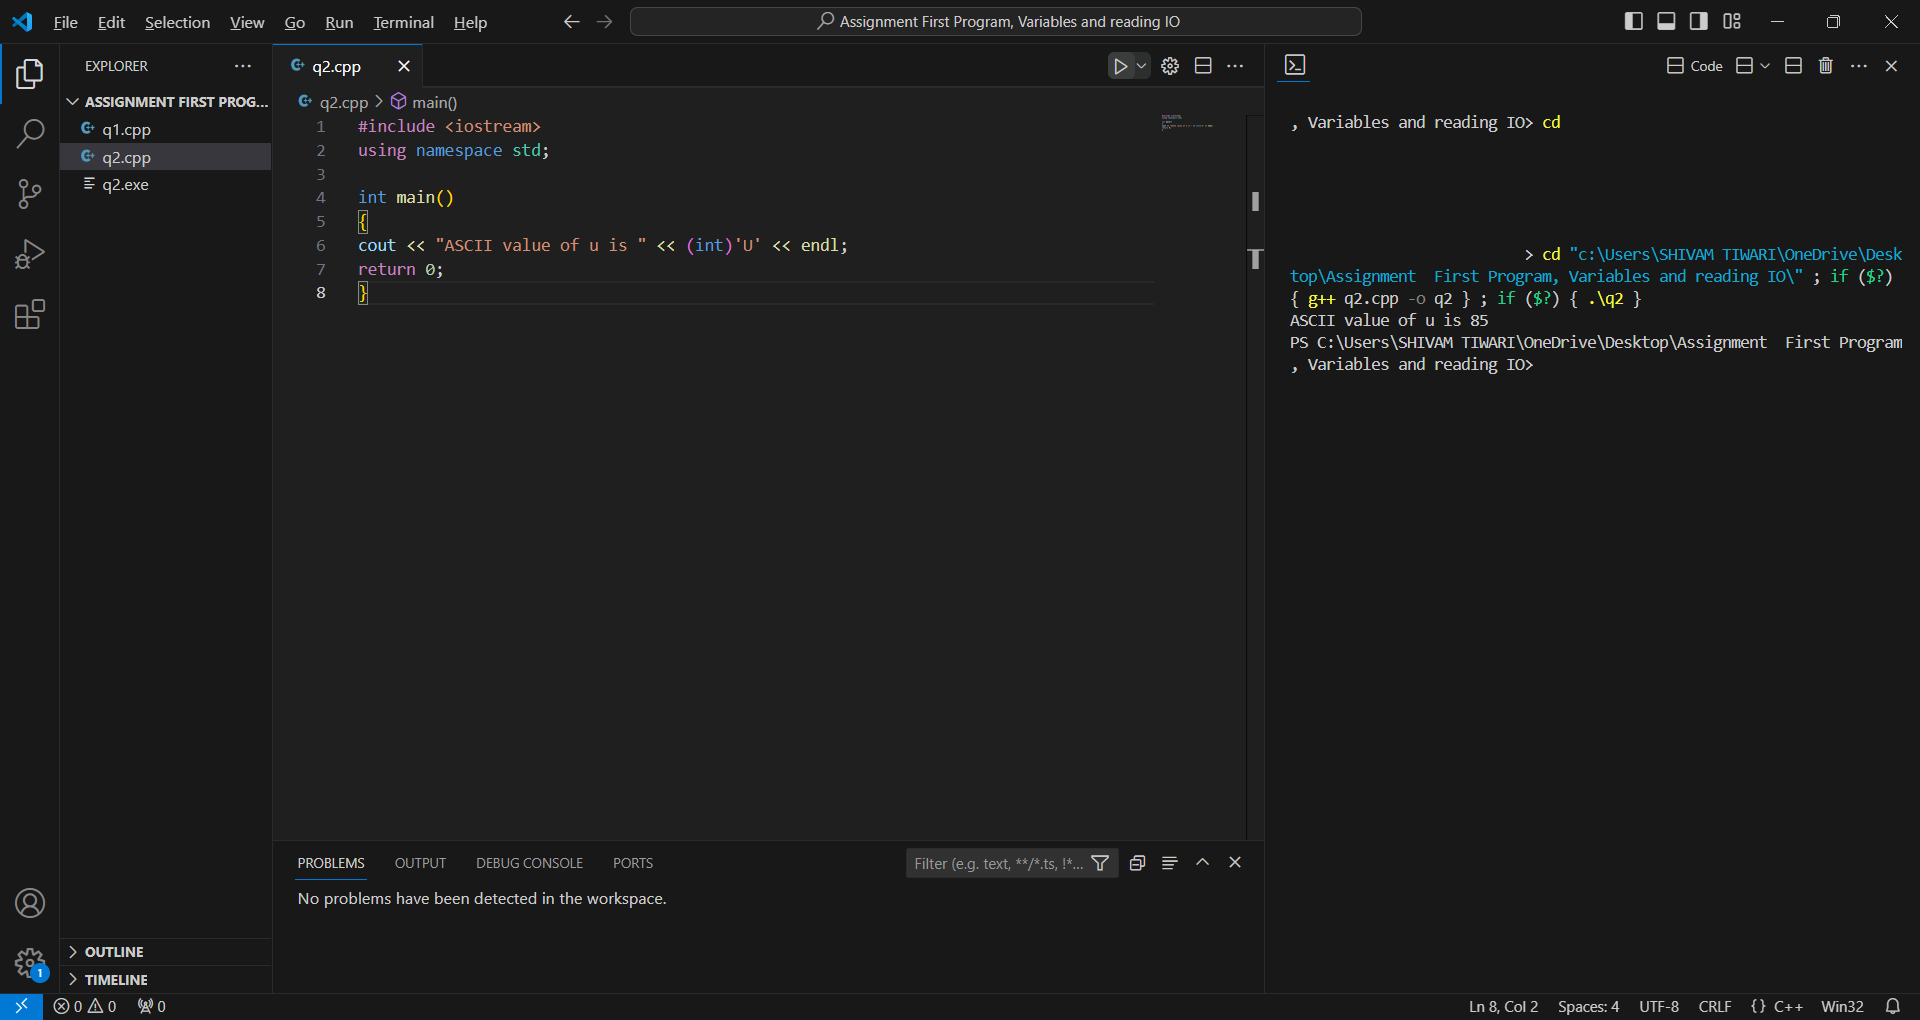 File Edit Selection View Go Run Terminal Help
Assignment First Program, Variables and reading IO
EXPLORER
ASSIGNMENT FIRST PROG...
q1.cpp
q2.cpp
q2.exe
OUTLINE
TIMELINE
q2.cpp
q2.cpp > main()
1 #include <iostream>
2 using namespace std;
3
4 int main()
5 {
6 cout << "ASCII value of u is " << (int)'U' << endl;
7 return 0;
8 }
PROBLEMS OUTPUT DEBUG CONSOLE PORTS
Filter (e.g. text, **/*.ts, !*...
No problems have been detected in the workspace.
Code
, Variables and reading IO> cd
> cd "c:\Users\SHIVAM TIWARI\OneDrive\Desk
top\Assignment  First Program, Variables and reading IO\" ; if ($?)
{ g++ q2.cpp -o q2 } ; if ($?) { .\q2 }
ASCII value of u is 85
PS C:\Users\SHIVAM TIWARI\OneDrive\Desktop\Assignment  First Program
, Variables and reading IO>
1
0 0 0
Ln 8, Col 2 Spaces: 4 UTF-8 CRLF {} C++ Win32